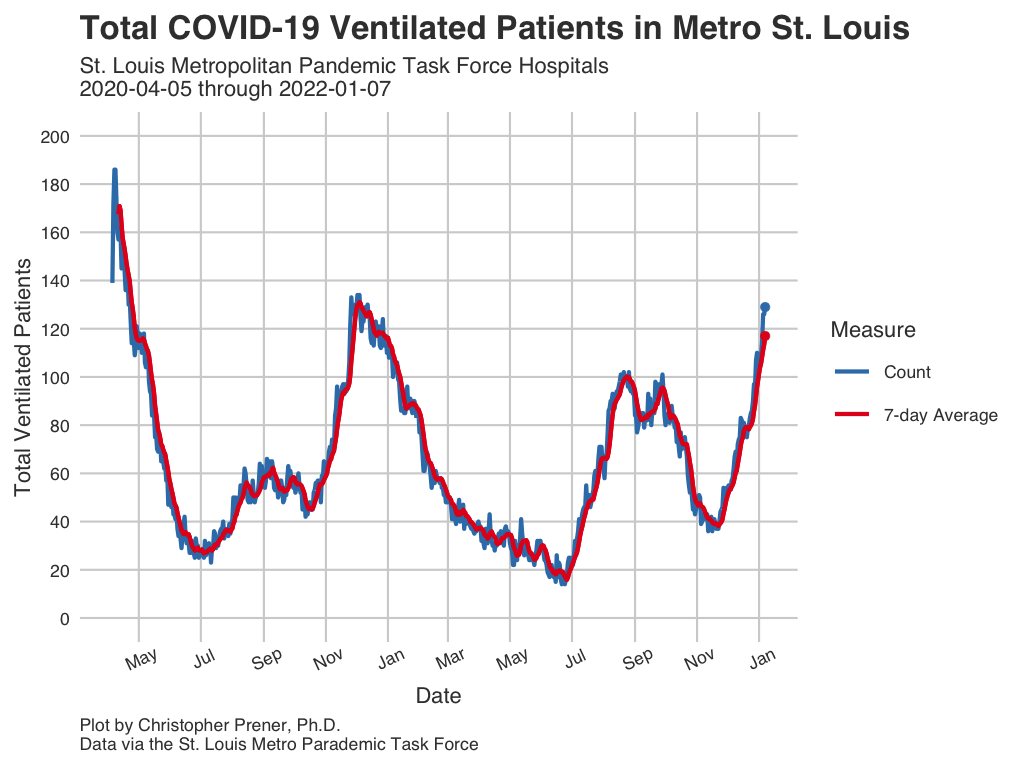 Total COVID-19 Ventilated Patients in Metro St. Louis
St. Louis Metropolitan Pandemic Task Force Hospitals
2020-04-05 through 2022-01-07
Total Ventilated Patients
200
180
160
140
120
100
80
60
40
20
0
May
Jul
Sep
Nov
Jan
Mar
May
Jul
Sep
Nov
Jan
Date
Measure
Count
7-day Average
Plot by Christopher Prener, Ph.D.
Data via the St. Louis Metro Parademic Task Force